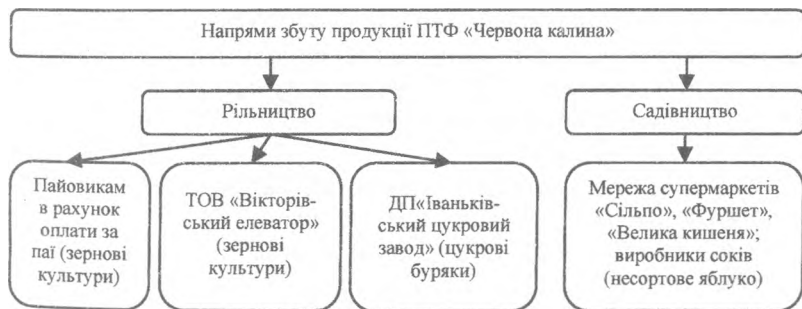 Напрями збуту продукції ПТФ «Червона калина»
Рільництво
Садівництво
Пайовикам
в рахунок
оплати за
паї (зернові
культури)
ТОВ «Вікторів-
ський елеватор»
(зернові
культури)
ДП«Іваньків-
ський цукровий
завод» (цукрові
буряки)
Мережа супермаркетів
«Сільпо», «Фуршет»,
«Велика кишеня»;
виробники соків
(несортове яблуко)